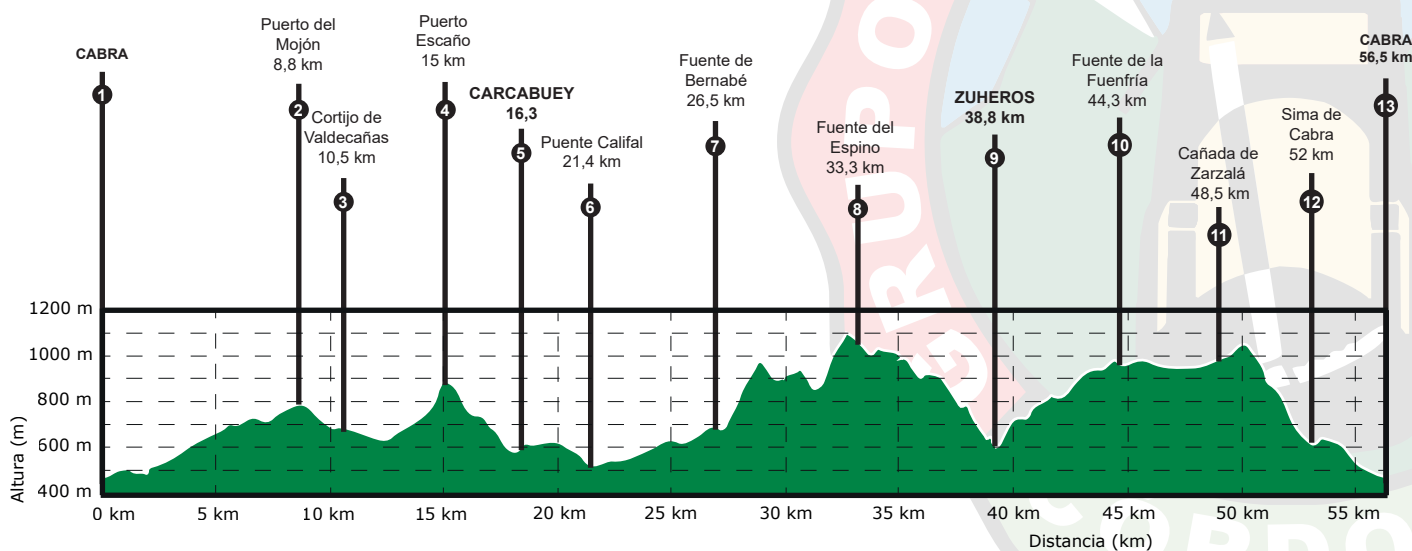 CABRA
1
Puerto del
Mojón
8,8 km
2
Cortijo de
Valdecañas
10,5 km
3
Puerto
Escaño
15 km
4
CARCABUEY
16,3
5
Puente Califal
21,4 km
6
Fuente de
Bernabé
26,5 km
7
Fuente del
Espino
33,3 km
8
ZUHEROS
38,8 km
9
Fuente de la
Fuenfría
44,3 km
10
Cañada de
Zarzalá
48,5 km
11
Sima de
Cabra
52 km
12
CABRA
56,5 km
13
GRUPO
CORDO
Altura (m)
1200 m
1000 m
800 m
600 m
400 m
0 km 5 km 10 km 15 km 20 km 25 km 30 km 35 km 40 km 45 km 50 km 55 km
Distancia (km)